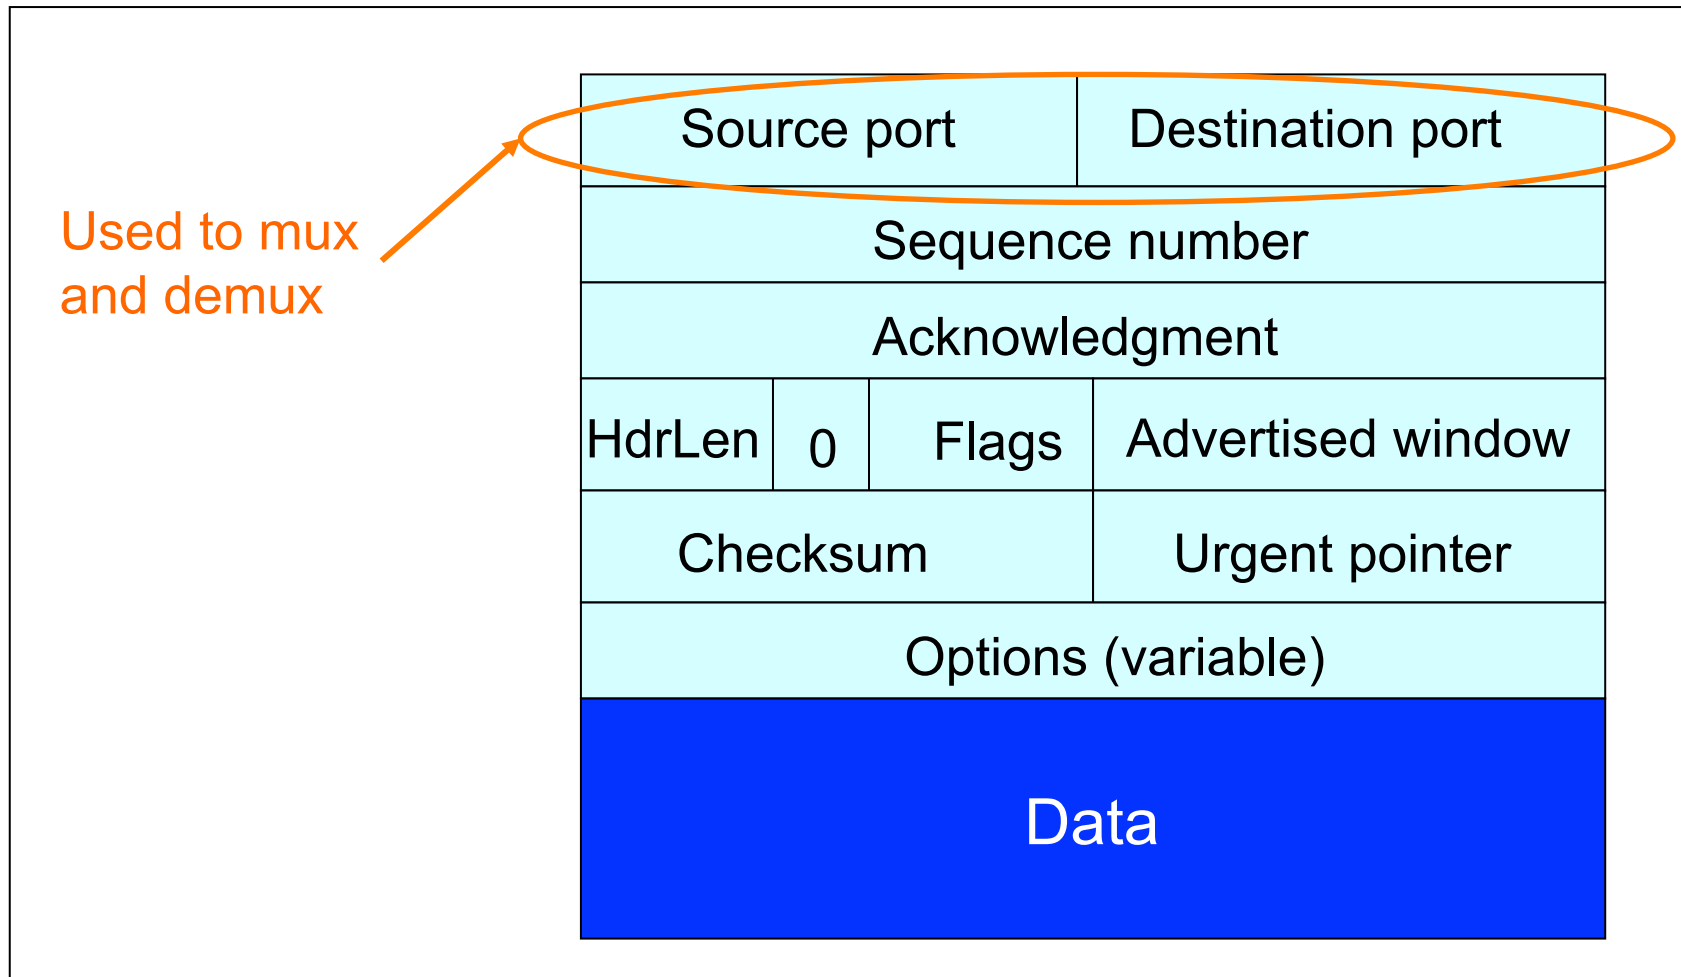 Source port Destination port
Used to mux
and demux
Sequence number
Acknowledgment
HdrLen 0 Flags Advertised window
Checksum Urgent pointer
Options (variable)
Data